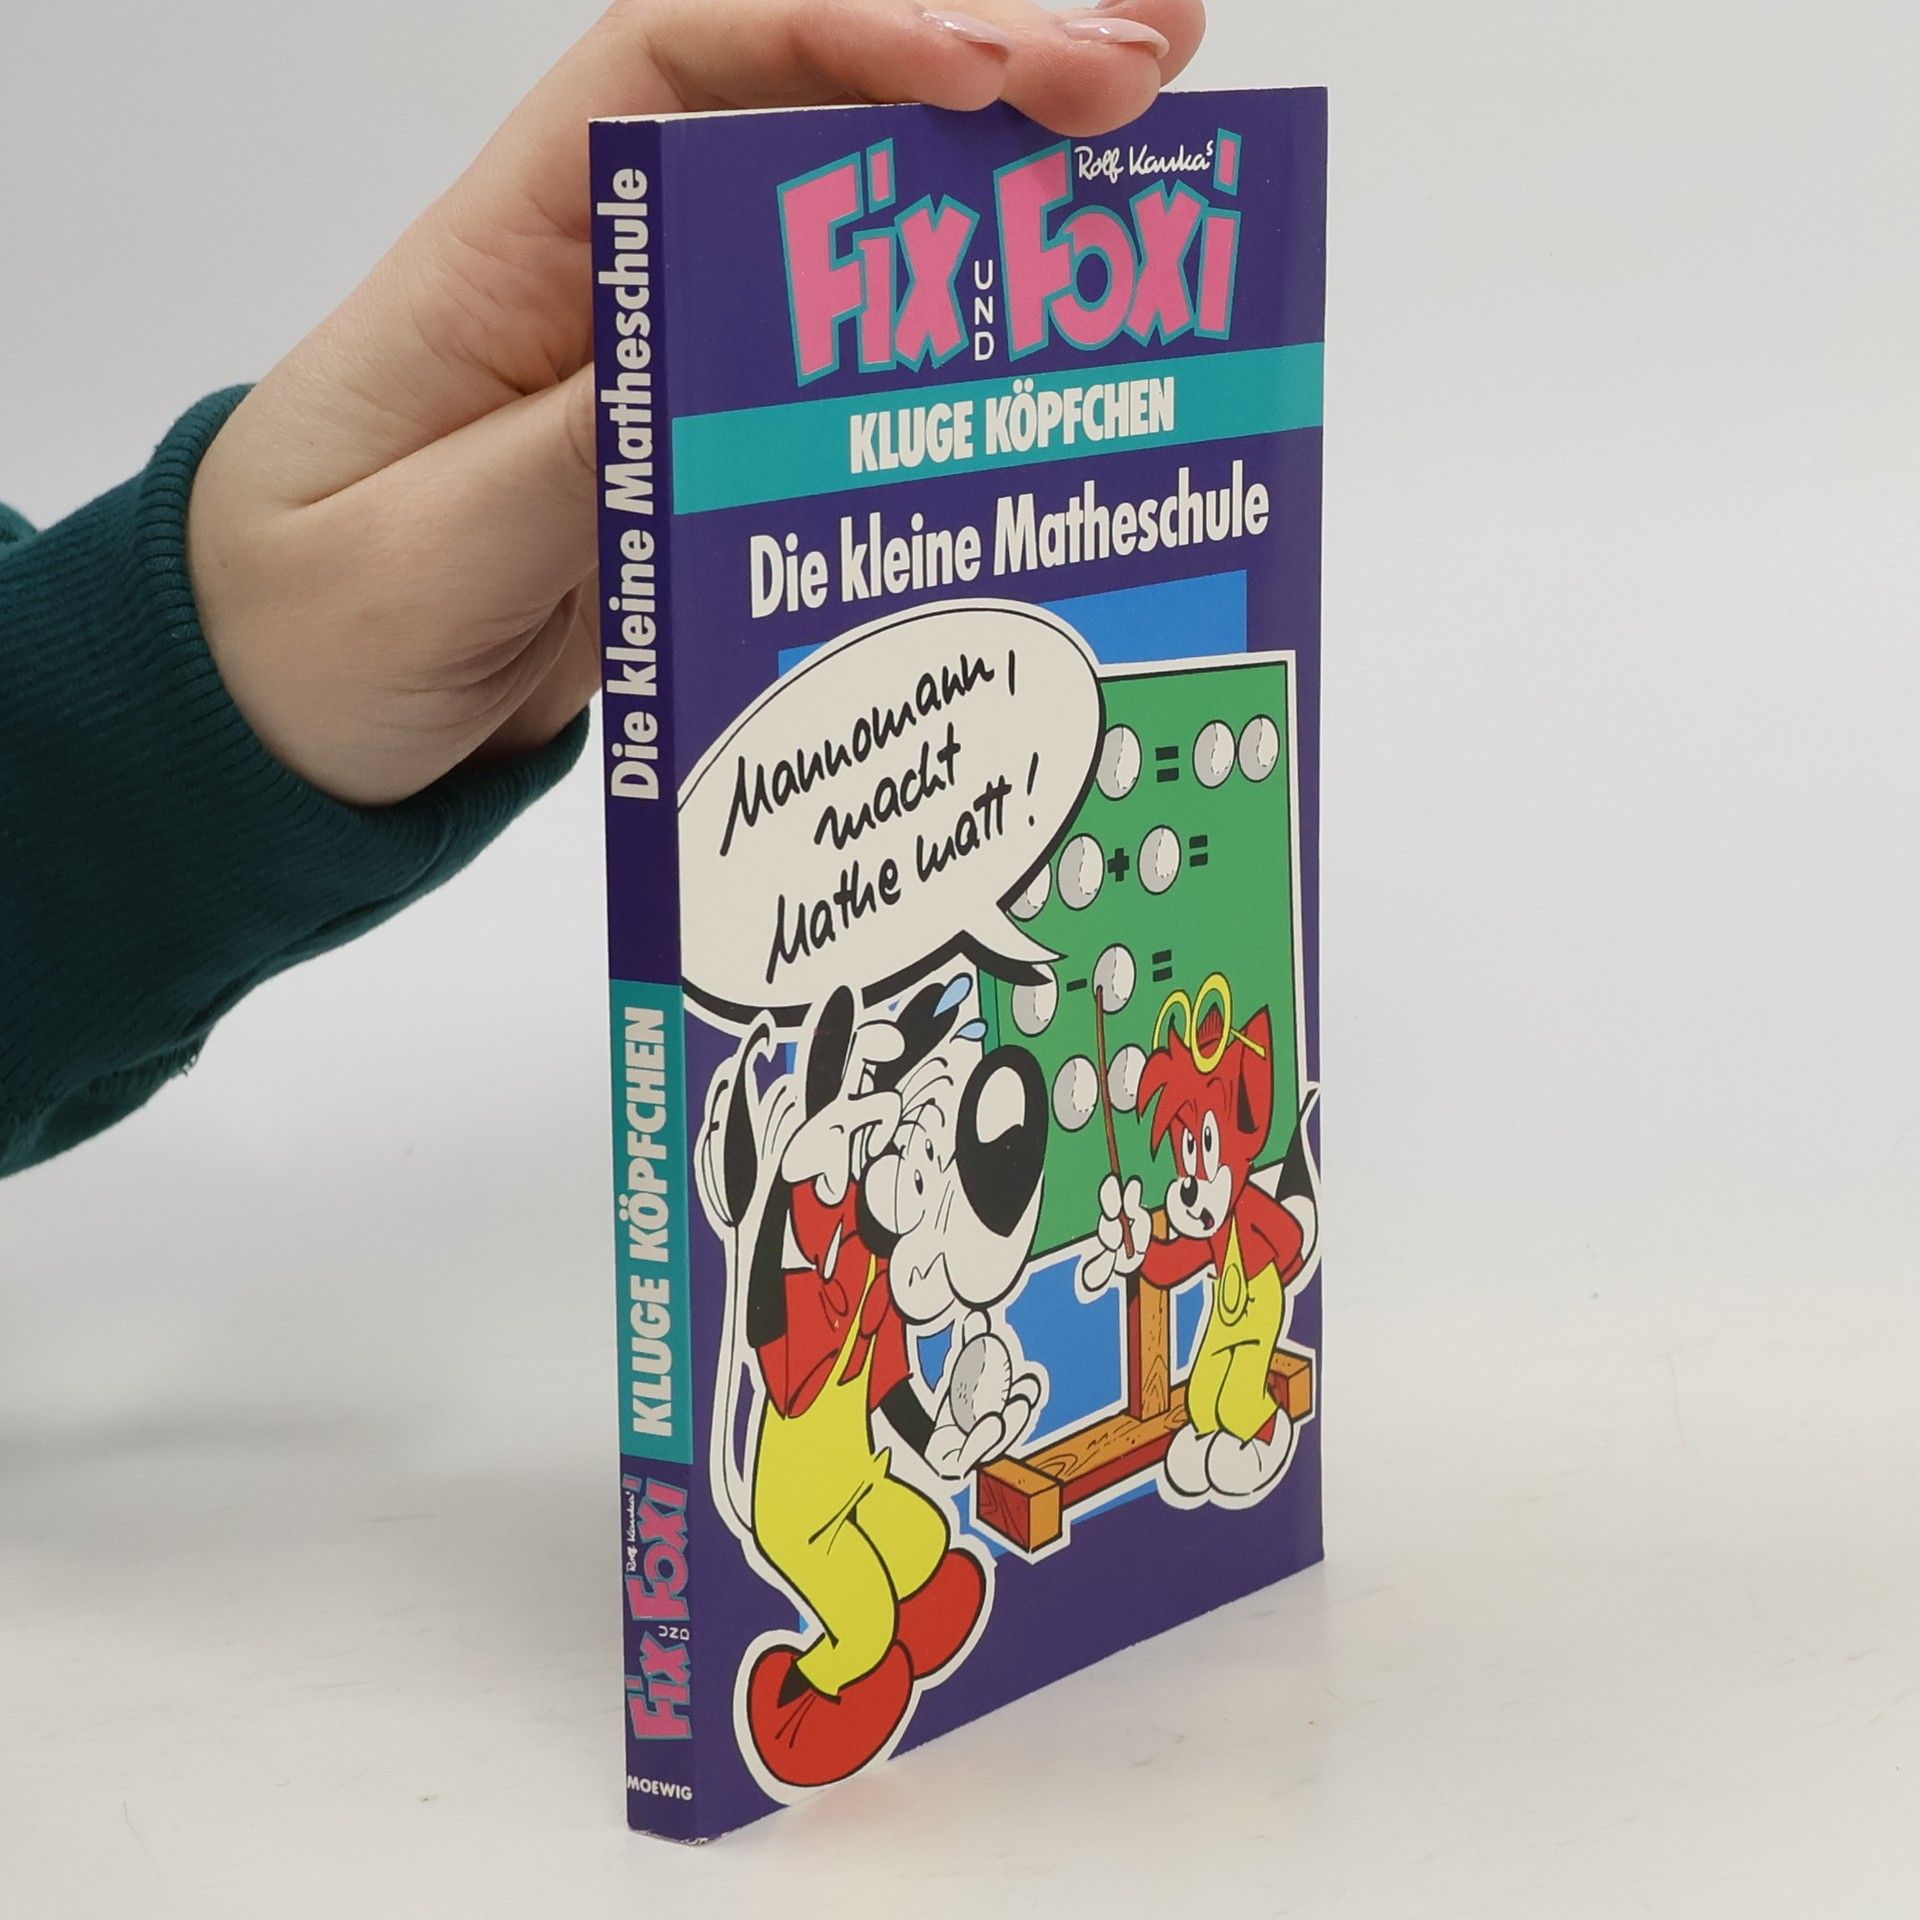 Rolf Kauka's
Fix UND Foxi
KLUGE KÖPFCHEN
Die kleine Matheschule
Mannomann,
macht
Mathe matt!
=
+ =
- =
Die kleine Matheschule
KLUGE KÖPFCHEN
Rolf Kauka's
Fix UND Foxi
MOEWIG